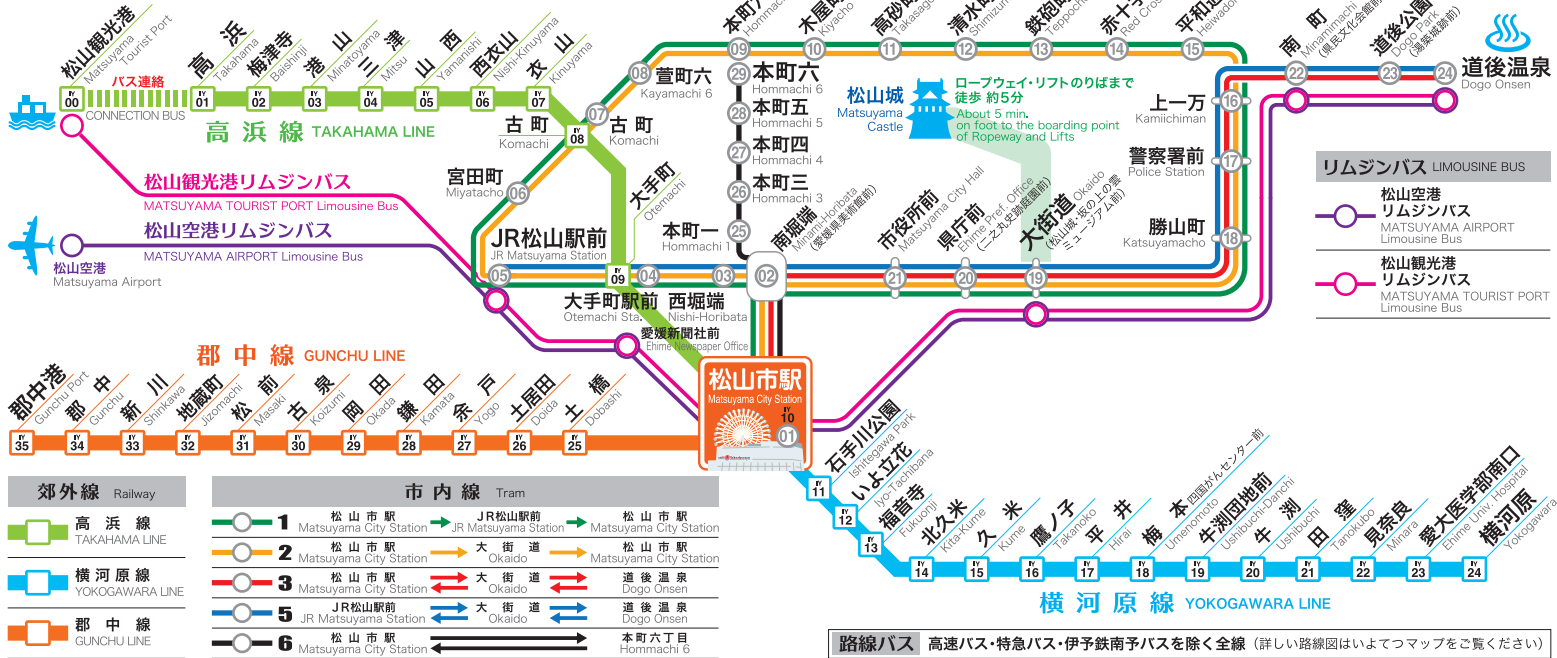 松山観光港
Matsuyama
Tourist Port
IY
00
バス連絡
CONNECTION BUS
高浜
Takahama
IY
01
梅津寺
Baishinji
IY
02
港山
Minatoyama
IY
03
三津
Mitsu
IY
04
山西
Yamanishi
IY
05
西衣山
Nishi-Kinuyama
IY
06
衣山
Kinuyama
IY
07
高浜線 TAKAHAMA LINE
古町
Komachi
IY
08
07
古町
Komachi
08
萱町六
Kayamachi 6
09
10
木屋町
Kiyacho
11
高砂町
12
清水町
13
鉄砲町
14
赤十字
Red Cross
15
平和通
Heiwadori
29
本町六
Hommachi 6
28
本町五
Hommachi 5
27
本町四
Hommachi 4
26
本町三
Hommachi 3
25
本町一
Hommachi 1
松山城
Matsuyama
Castle
ロープウェイ・リフトのりばまで
徒歩 約5分
About 5 min.
on foot to the boarding point
of Ropeway and Lifts
上一万
Kamiichiman
16
警察署前
Police Station
17
勝山町
Katsuyamacho
18
南町
Minamimachi
(県民文化会館前)
22
道後公園
Dogo Park
(湯築城跡前)
23
24
道後温泉
Dogo Onsen
宮田町
Miyatacho
06
JR松山駅前
JR Matsuyama Station
05
大手町
Otemachi
IY
09
04
大手町駅前
Otemachi Sta.
03
西堀端
Nishi-Horibata
02
南堀端
Minami-Horibata
(愛媛県美術館前)
21
市役所前
Matsuyama City Hall
20
県庁前
Ehime Pref. Office
(二之丸史跡庭園前)
19
大街道
Okaido
(松山城・坂の上の雲
ミュージアム前)
松山観光港リムジンバス
MATSUYAMA TOURIST PORT Limousine Bus
松山空港リムジンバス
MATSUYAMA AIRPORT Limousine Bus
松山空港
Matsuyama Airport
愛媛新聞社前
Ehime Newspaper Office
リムジンバス LIMOUSINE BUS
松山空港
リムジンバス
MATSUYAMA AIRPORT
Limousine Bus
松山観光港
リムジンバス
MATSUYAMA TOURIST PORT
Limousine Bus
郡中線 GUNCHU LINE
郡中港
Gunchu Port
IY
35
郡中
Gunchu
IY
34
新川
Shinkawa
IY
33
地蔵町
Jizomachi
IY
32
松前
Masaki
IY
31
古泉
Koizumi
IY
30
岡田
Okada
IY
29
鎌田
Kamata
IY
28
余戸
Yogo
IY
27
土居田
Doida
IY
26
土橋
Dobashi
IY
25
松山市駅
Matsuyama City Station
IY
10
01
石手川公園
Ishitegawa Park
IY
11
いよ立花
Iyo-Tachibana
IY
12
福音寺
Fukuonji
IY
13
北久米
Kita-Kume
IY
14
久米
Kume
IY
15
鷹ノ子
Takanoko
IY
16
平井
Hirai
IY
17
梅本 四国がんセンター前
Umenomoto
IY
18
牛渕団地前
Ushibuchi-Danchi
IY
19
牛渕
Ushibuchi
IY
20
田窪
Tanokubo
IY
21
見奈良
Minara
IY
22
愛大医学部南口
Ehime Univ. Hospital
IY
23
横河原
Yokogawara
IY
24
横河原線 YOKOGAWARA LINE
郊外線 Railway
高浜線
TAKAHAMA LINE
横河原線
YOKOGAWARA LINE
郡中線
GUNCHU LINE
市内線 Tram
1 松山市駅 JR松山駅前 松山市駅
Matsuyama City Station JR Matsuyama Station Matsuyama City Station
2 松山市駅 大街道 松山市駅
Matsuyama City Station Okaido Matsuyama City Station
3 松山市駅 大街道 道後温泉
Matsuyama City Station Okaido Dogo Onsen
5 JR松山駅前 大街道 道後温泉
JR Matsuyama Station Okaido Dogo Onsen
6 松山市駅 本町六丁目
Matsuyama City Station Hommachi 6
路線バス 高速バス・特急バス・伊予鉄南予バスを除く全線（詳しい路線図はいよてつマップをご覧ください）